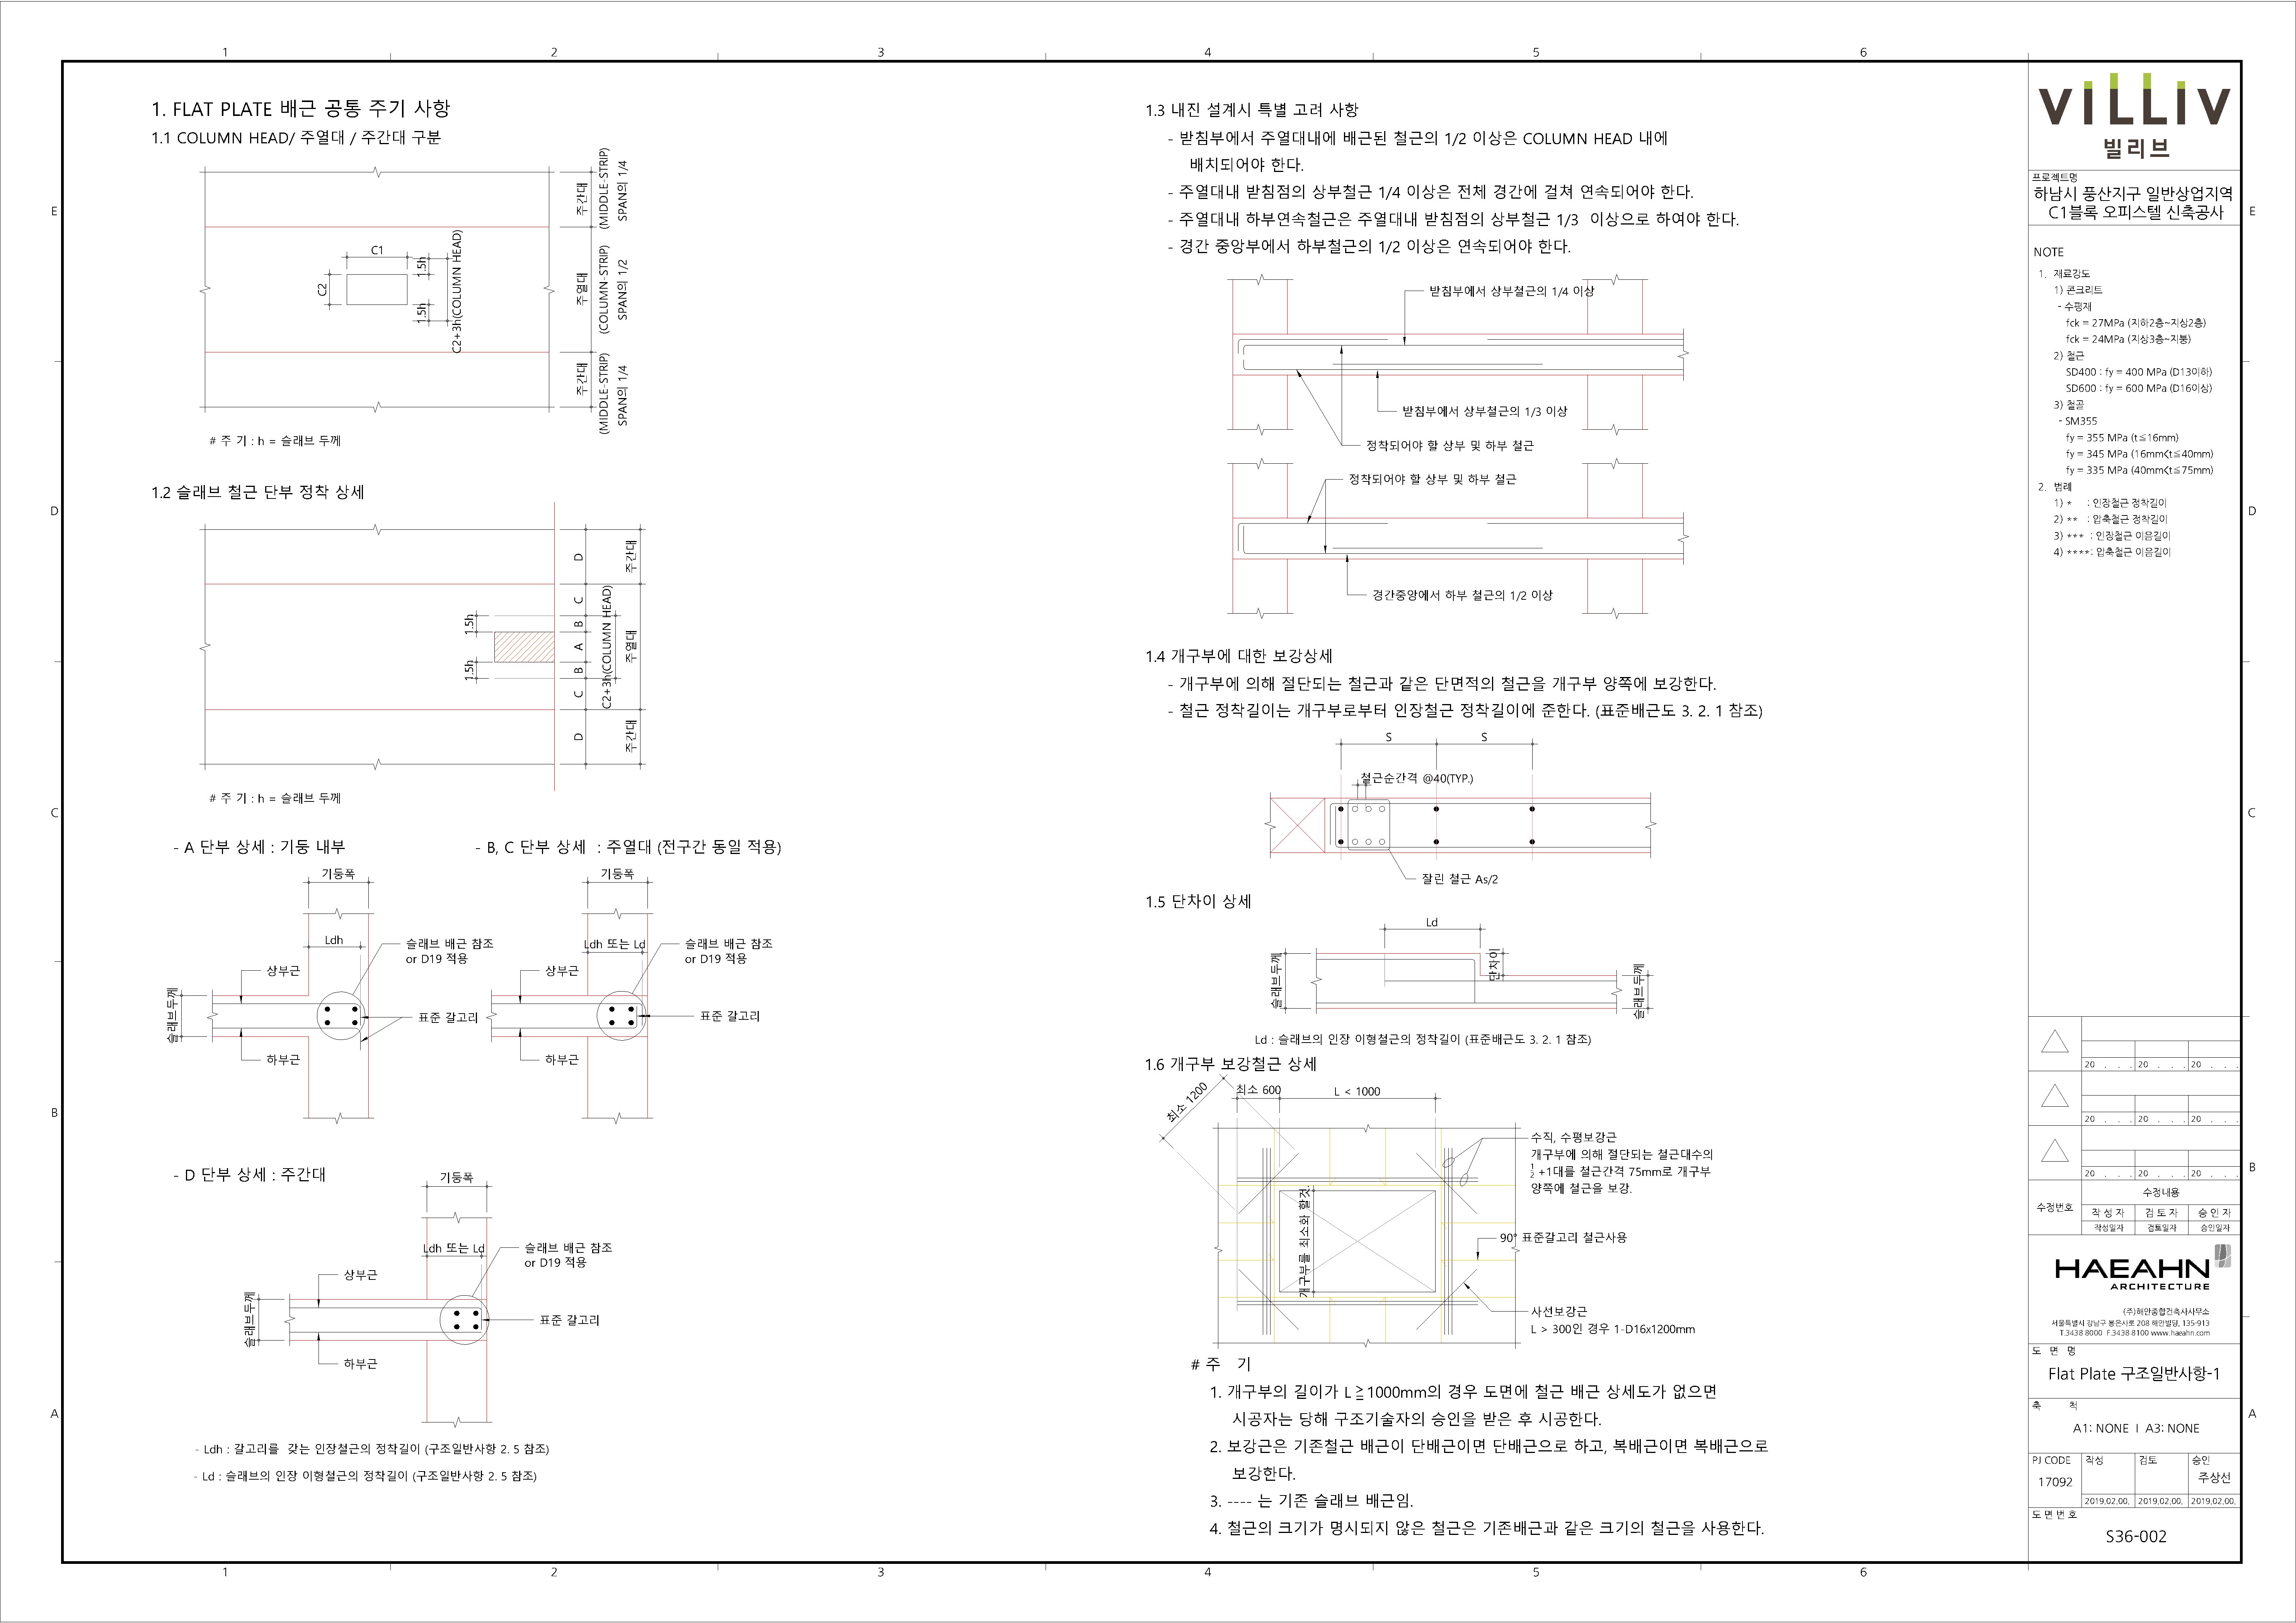 1
2
3
4
5
6
E
D
C
B
A
1. FLAT PLATE 배근 공통 주기 사항
1.1 COLUMN HEAD/ 주열대 / 주간대 구분
C1
C2
1.5h
1.5h
C2+3h(COLUMN HEAD)
주간대
(MIDDLE-STRIP)
SPAN의 1/4
주열대
(COLUMN-STRIP)
SPAN의 1/2
주간대
(MIDDLE-STRIP)
SPAN의 1/4
# 주 기 : h = 슬래브 두께
1.2 슬래브 철근 단부 정착 상세
1.5h
1.5h
D
C
B
A
B
C
D
C2+3h(COLUMN HEAD)
주간대
주열대
주간대
# 주 기 : h = 슬래브 두께
- A 단부 상세 : 기둥 내부
기둥폭
Ldh
슬래브 배근 참조
or D19 적용
상부근
슬래브두께
표준 갈고리
하부근
- B, C 단부 상세 : 주열대 (전구간 동일 적용)
기둥폭
Ldh 또는 Ld
슬래브 배근 참조
or D19 적용
상부근
표준 갈고리
하부근
- D 단부 상세 : 주간대
기둥폭
Ldh 또는 Ld
슬래브 배근 참조
or D19 적용
상부근
슬래브두께
표준 갈고리
하부근
- Ldh : 갈고리를 갖는 인장철근의 정착길이 (구조일반사항 2. 5 참조)
- Ld : 슬래브의 인장 이형철근의 정착길이 (구조일반사항 2. 5 참조)
1.3 내진 설계시 특별 고려 사항
- 받침부에서 주열대내에 배근된 철근의 1/2 이상은 COLUMN HEAD 내에
배치되어야 한다.
- 주열대내 받침점의 상부철근 1/4 이상은 전체 경간에 걸쳐 연속되어야 한다.
- 주열대내 하부연속철근은 주열대내 받침점의 상부철근 1/3 이상으로 하여야 한다.
- 경간 중앙부에서 하부철근의 1/2 이상은 연속되어야 한다.
받침부에서 상부철근의 1/4 이상
받침부에서 상부철근의 1/3 이상
정착되어야 할 상부 및 하부 철근
정착되어야 할 상부 및 하부 철근
경간중앙에서 하부 철근의 1/2 이상
1.4 개구부에 대한 보강상세
- 개구부에 의해 절단되는 철근과 같은 단면적의 철근을 개구부 양쪽에 보강한다.
- 철근 정착길이는 개구부로부터 인장철근 정착길이에 준한다. (표준배근도 3. 2. 1 참조)
S
S
철근순간격 @40(TYP.)
잘린 철근 As/2
1.5 단차이 상세
Ld
슬래브두께
단차이
슬래브두께
Ld : 슬래브의 인장 이형철근의 정착길이 (표준배근도 3. 2. 1 참조)
1.6 개구부 보강철근 상세
최소 1200
최소 600
L < 1000
수직, 수평보강근
개구부에 의해 절단되는 철근대수의
1/2 +1대를 철근간격 75mm로 개구부
양쪽에 철근을 보강.
개구부를 최소화 할것.
90° 표준갈고리 철근사용
사선보강근
L > 300인 경우 1-D16x1200mm
# 주 기
1. 개구부의 길이가 L≧1000mm의 경우 도면에 철근 배근 상세도가 없으면
시공자는 당해 구조기술자의 승인을 받은 후 시공한다.
2. 보강근은 기존철근 배근이 단배근이면 단배근으로 하고, 복배근이면 복배근으로
보강한다.
3. ---- 는 기존 슬래브 배근임.
4. 철근의 크기가 명시되지 않은 철근은 기존배근과 같은 크기의 철근을 사용한다.
VILLIV
빌리브
프로젝트명
하남시 풍산지구 일반상업지역
C1블록 오피스텔 신축공사
NOTE
1. 재료강도
1) 콘크리트
- 수평재
fck = 27MPa (지하2층~지상2층)
fck = 24MPa (지상3층~지붕)
2) 철근
SD400 : fy = 400 MPa (D13이하)
SD600 : fy = 600 MPa (D16이상)
3) 철골
- SM355
fy = 355 MPa (t≦16mm)
fy = 345 MPa (16mm<t≦40mm)
fy = 335 MPa (40mm<t≦75mm)
2. 범례
1) * : 인장철근 정착길이
2) ** : 압축철근 정착길이
3) *** : 인장철근 이음길이
4) ****: 압축철근 이음길이
20 . . . 20 . . . 20 . . .
20 . . . 20 . . . 20 . . .
20 . . . 20 . . . 20 . . .
수정번호
수정내용
작 성 자 검 토 자 승 인 자
작성일자 검토일자 승인일자
HAEAHN
ARCHITECTURE
(주)해안종합건축사사무소
서울특별시 강남구 봉은사로 208 해안빌딩, 135-913
T.3438 8000 F.3438 8100 www.haeahn.com
도 면 명
Flat Plate 구조일반사항-1
축 척
A1: NONE I A3: NONE
PJ CODE 작성 검토 승인
17092
주상선
2019.02.00. 2019.02.00. 2019.02.00.
도 면 번 호
S36-002
E
D
C
B
A
1
2
3
4
5
6